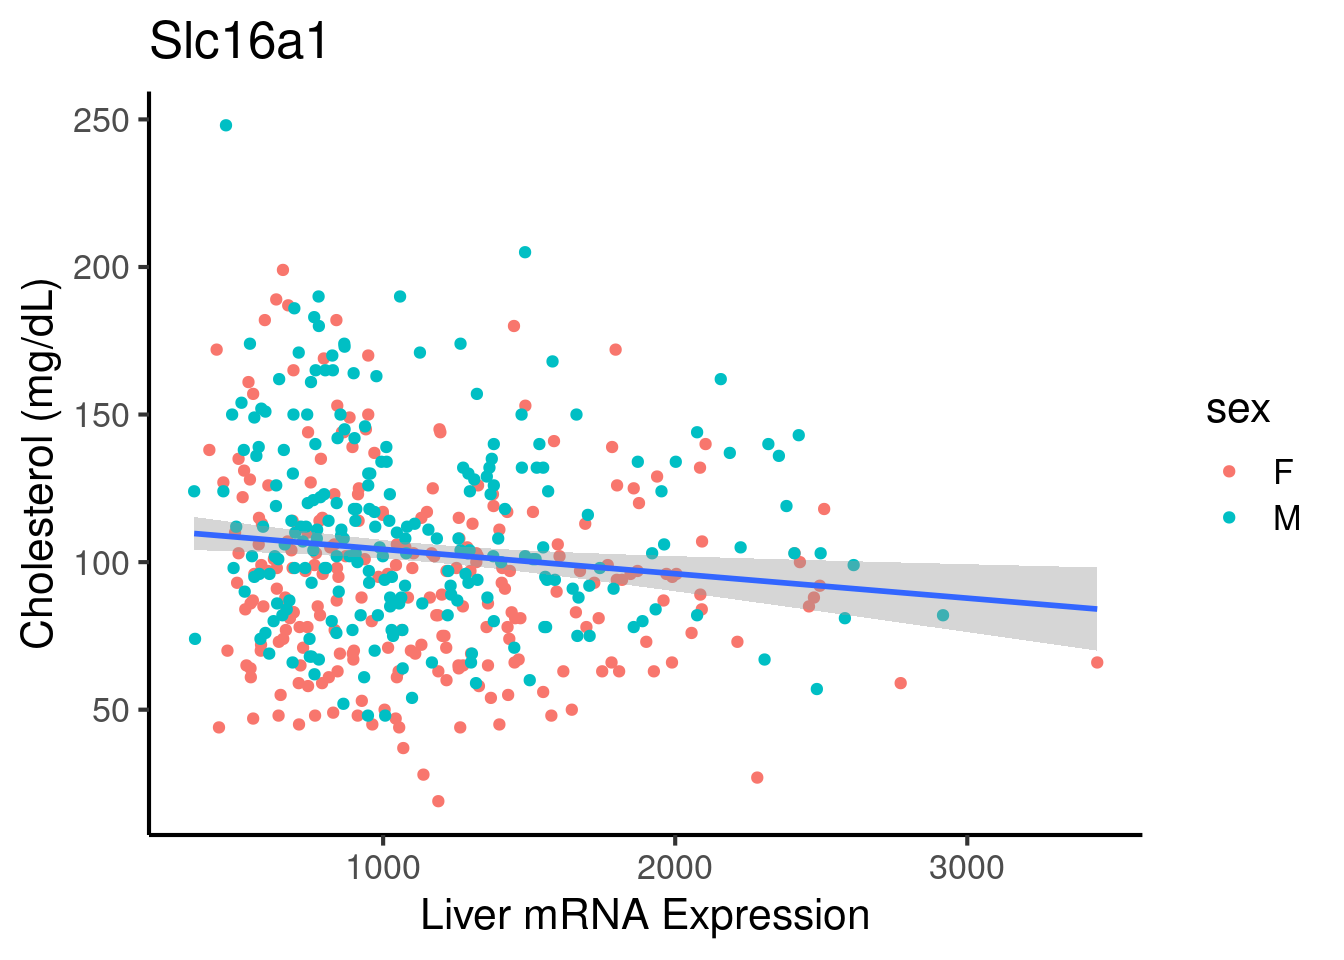 Slc16a1
250
200
150
100
50
Cholesterol (mg/dL)
1000
2000
3000
Liver mRNA Expression
sex
F
M